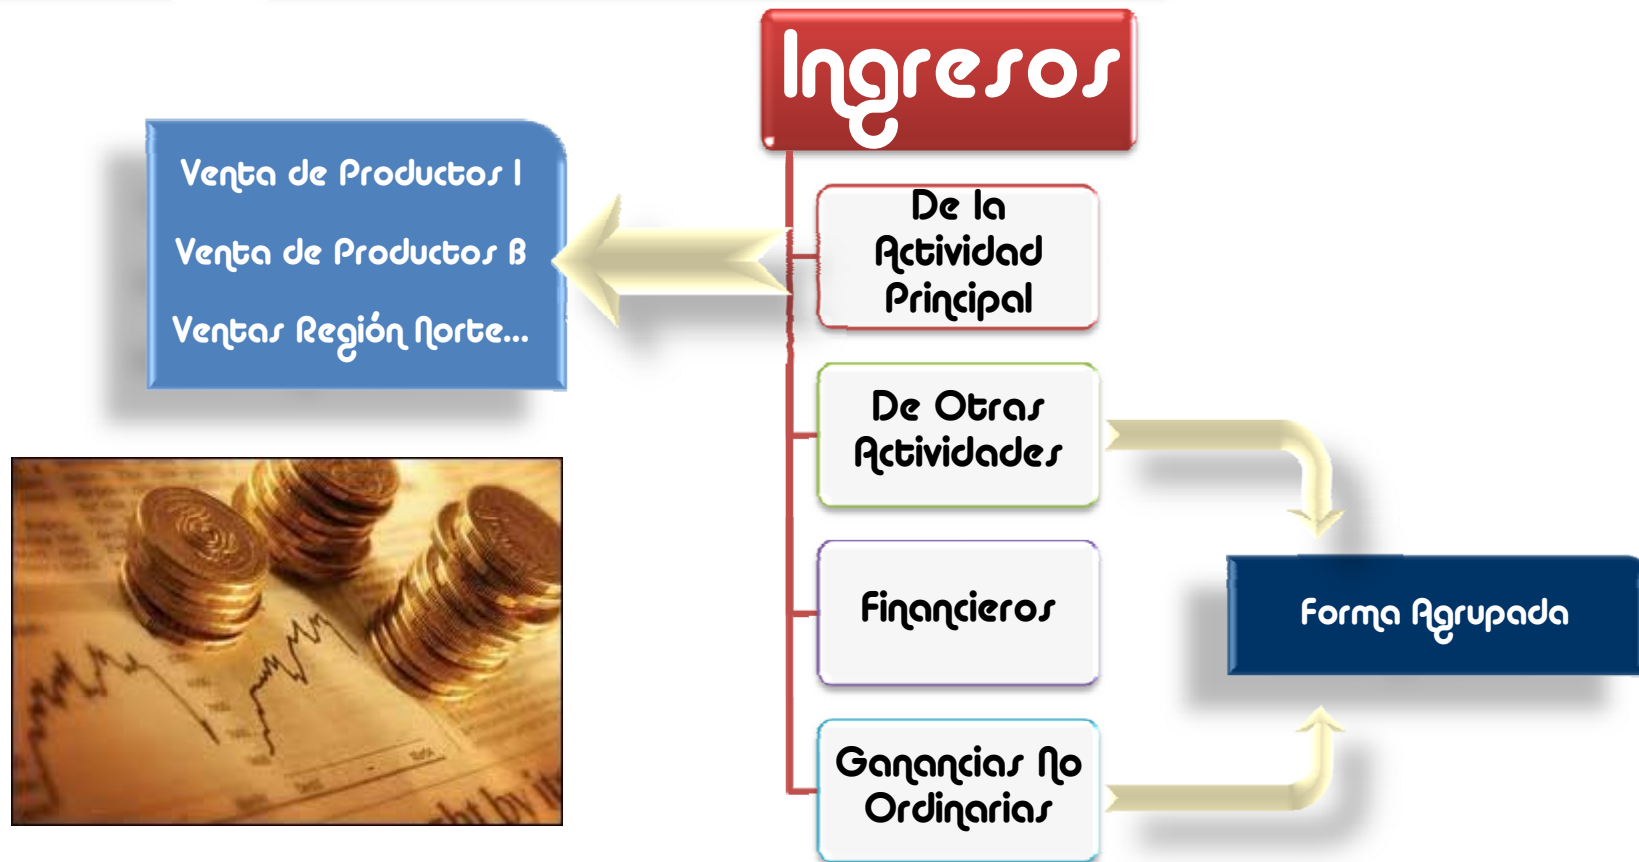 Ingresos
Venta de Productos I
Venta de Productos B
Ventas Región Norte...
De la
Actividad
Principal
De Otras
Actividades
Financieros
Forma Agrupada
Ganancias No
Ordinarias